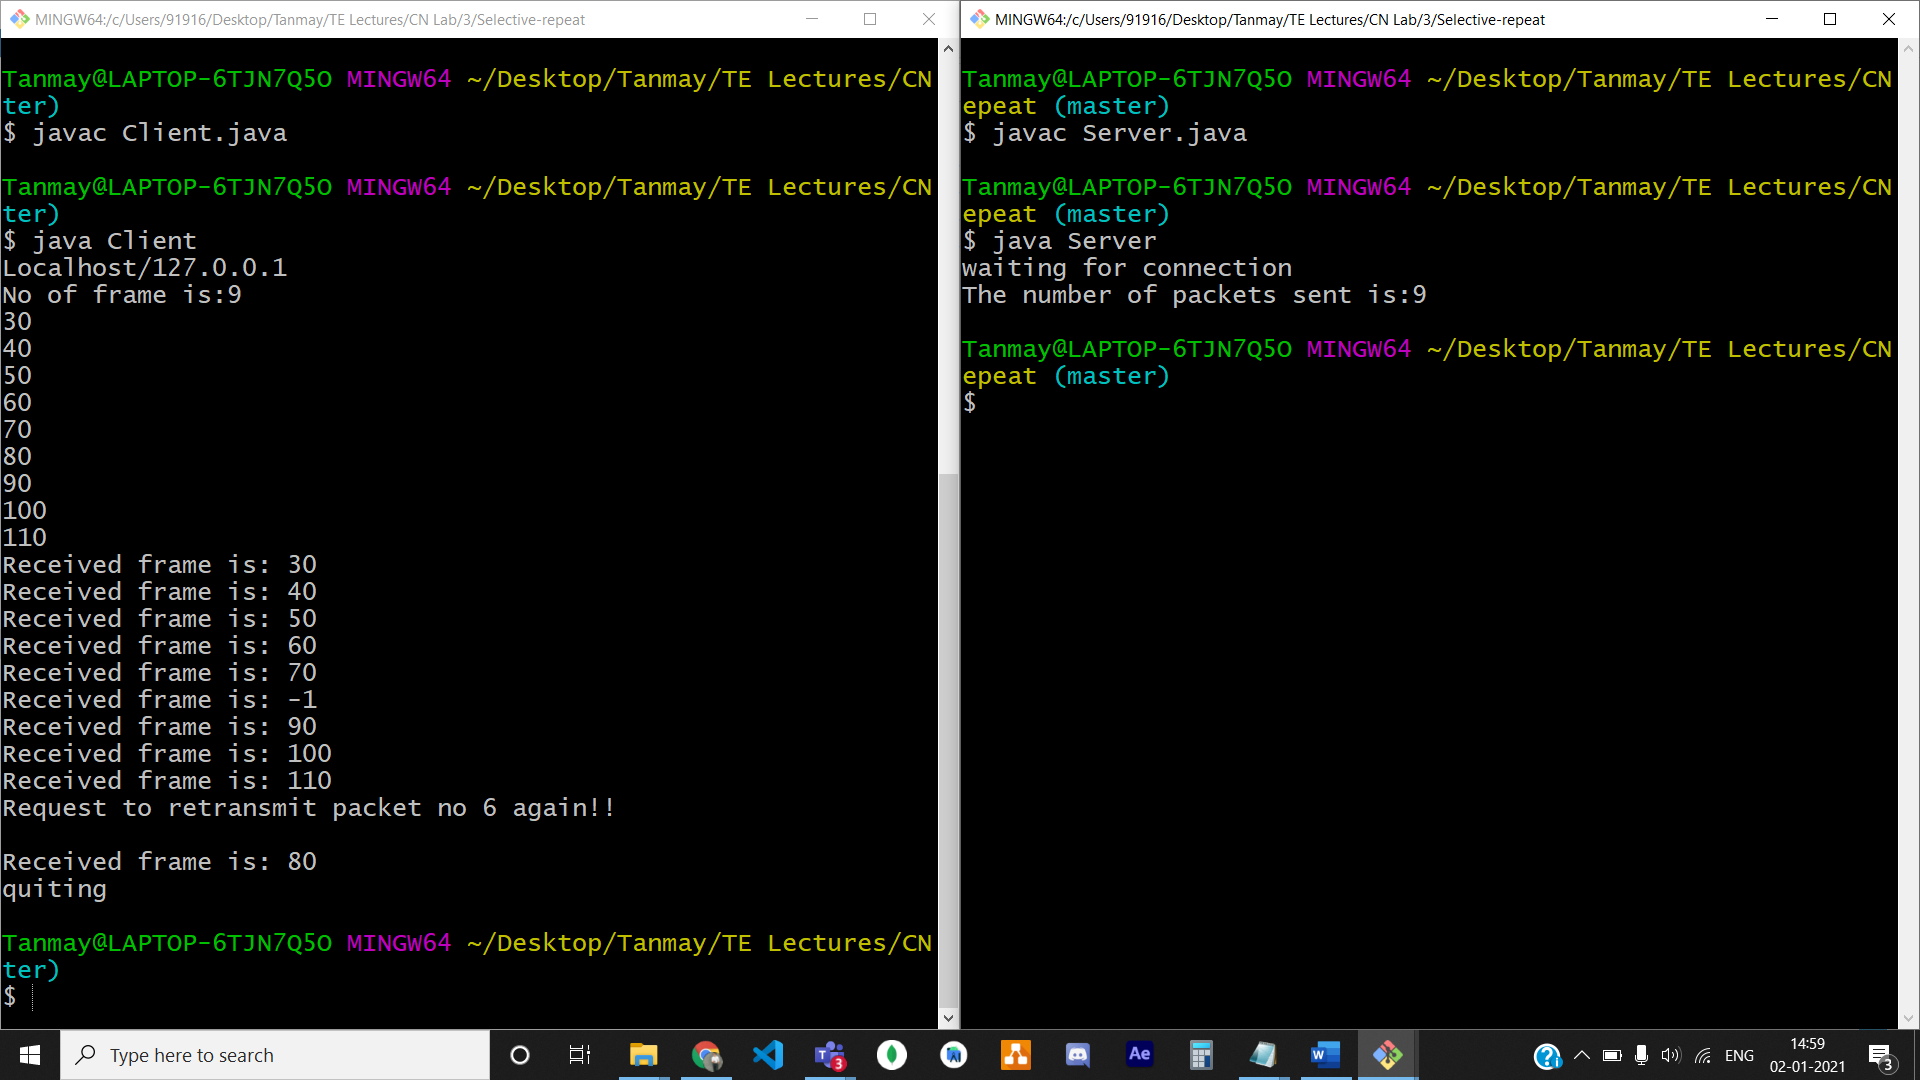 MINGW64:/c/Users/91916/Desktop/Tanmay/TE Lectures/CN Lab/3/Selective-repeat
Tanmay@LAPTOP-6TJN7Q5O MINGW64 ~/Desktop/Tanmay/TE Lectures/CN
ter)
$ javac Client.java
Tanmay@LAPTOP-6TJN7Q5O MINGW64 ~/Desktop/Tanmay/TE Lectures/CN
ter)
$ java Client
Localhost/127.0.0.1
No of frame is:9
30
40
50
60
70
80
90
100
110
Received frame is: 30
Received frame is: 40
Received frame is: 50
Received frame is: 60
Received frame is: 70
Received frame is: -1
Received frame is: 90
Received frame is: 100
Received frame is: 110
Request to retransmit packet no 6 again!!
Received frame is: 80
quiting
Tanmay@LAPTOP-6TJN7Q5O MINGW64 ~/Desktop/Tanmay/TE Lectures/CN
ter)
$
MINGW64:/c/Users/91916/Desktop/Tanmay/TE Lectures/CN Lab/3/Selective-repeat
Tanmay@LAPTOP-6TJN7Q5O MINGW64 ~/Desktop/Tanmay/TE Lectures/CN
epeat (master)
$ javac Server.java
Tanmay@LAPTOP-6TJN7Q5O MINGW64 ~/Desktop/Tanmay/TE Lectures/CN
epeat (master)
$ java Server
waiting for connection
The number of packets sent is:9
Tanmay@LAPTOP-6TJN7Q5O MINGW64 ~/Desktop/Tanmay/TE Lectures/CN
epeat (master)
$
Type here to search
T 3
Ae
W
ENG
14:59
02-01-2021
3